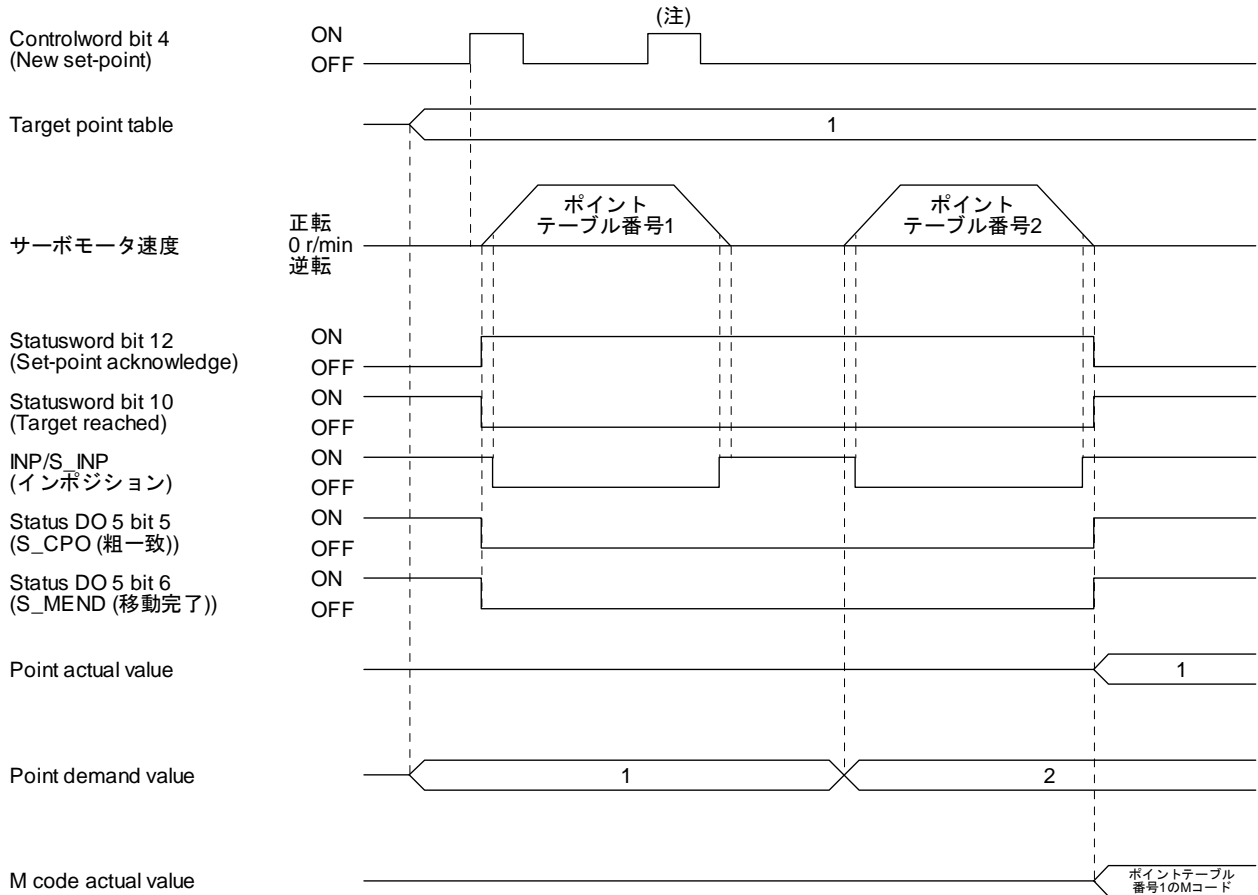 (注)
Controlword bit 4
(New set-point)
ON
OFF
Target point table
1
サーボモータ速度
正転
0 r/min
逆転
ポイント
テーブル番号1
ポイント
テーブル番号2
Statusword bit 12
(Set-point acknowledge)
ON
OFF
Statusword bit 10
(Target reached)
ON
OFF
INP/S_INP
(インポジション)
ON
OFF
Status DO 5 bit 5
(S_CPO (粗一致))
ON
OFF
Status DO 5 bit 6
(S_MEND (移動完了))
ON
OFF
Point actual value
1
Point demand value
1
2
M code actual value
ポイントテーブル
番号1のMコード